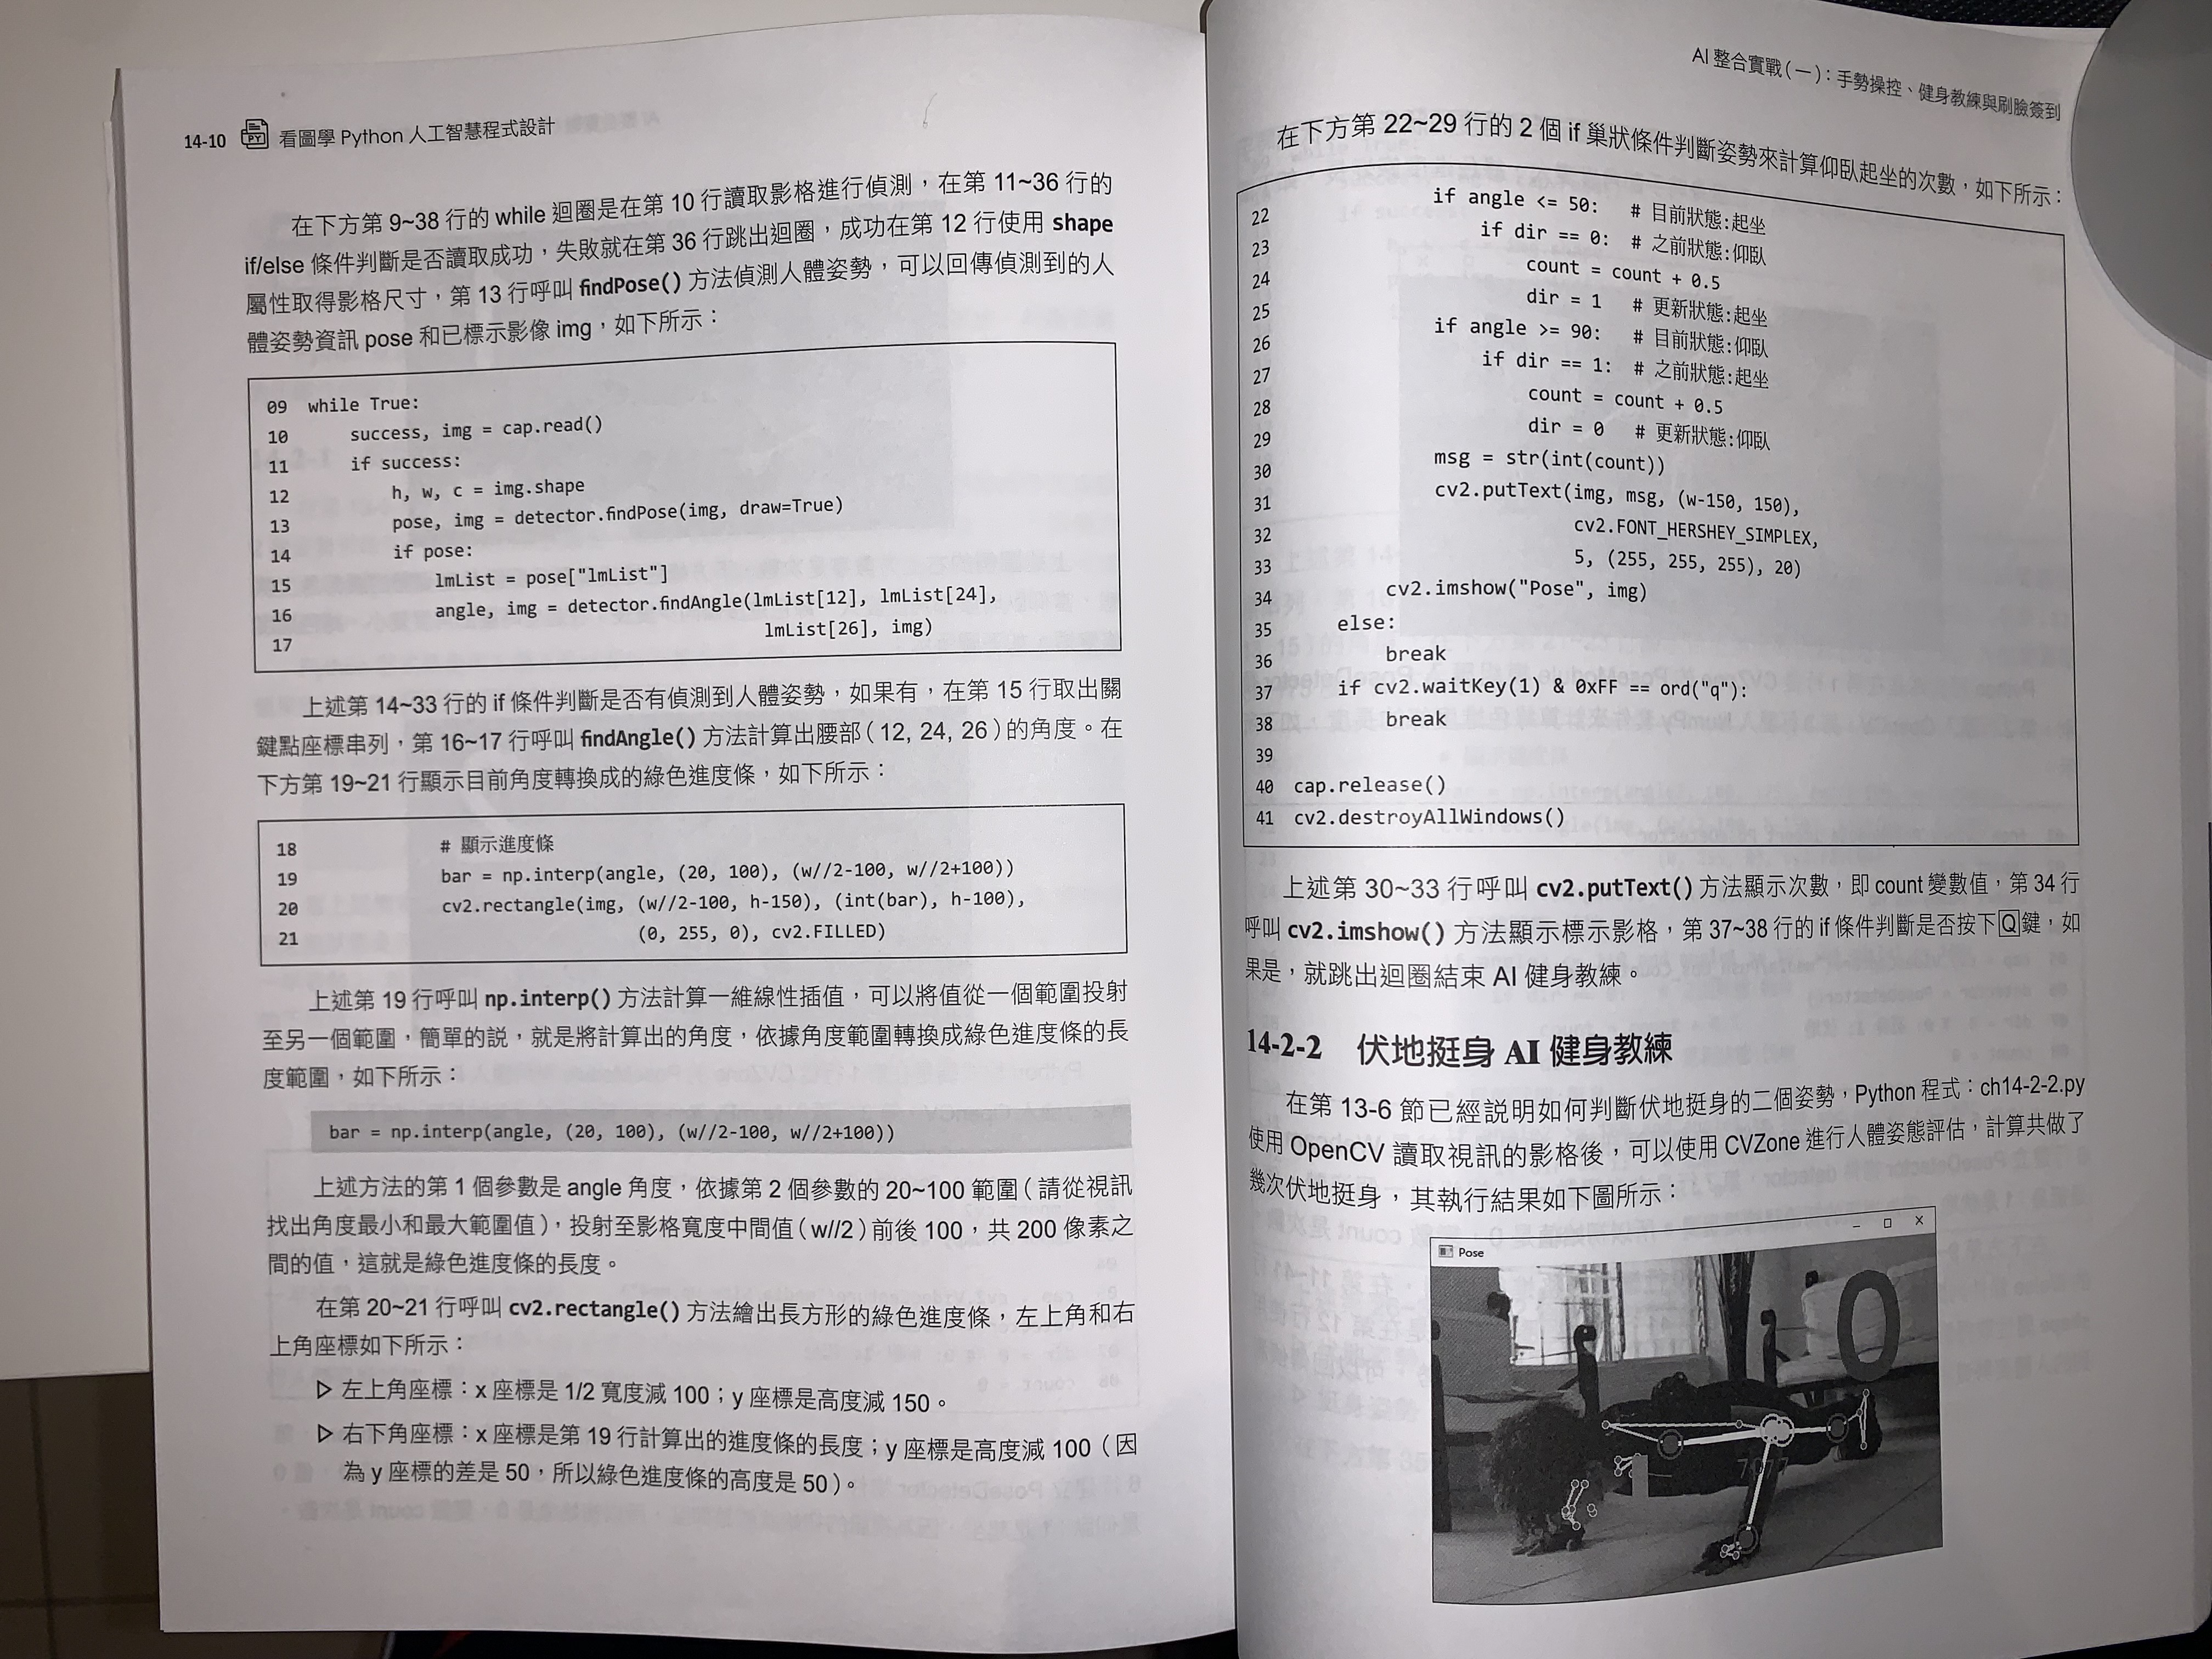 14-10 看圖學 Python 人工智慧程式設計
在下方第 9~38 行的 while 迴圈是在第 10 行讀取影格進行偵測，在第 11~36 行的
if/else 條件判斷是否讀取成功，失敗就在第 36 行跳出迴圈，成功在第 12 行使用 shape
屬性取得影格尺寸，第 13 行呼叫 findPose() 方法偵測人體姿勢，可以回傳偵測到的人
體姿勢資訊 pose 和已標示影像 img，如下所示：
09 while True:
10     success, img = cap.read()
11     if success:
12         h, w, c = img.shape
13         pose, img = detector.findPose(img, draw=True)
14         if pose:
15             lmList = pose["lmList"]
16             angle, img = detector.findAngle(lmList[12], lmList[24],
17                                             lmList[26], img)
上述第 14~33 行的 if 條件判斷是否有偵測到人體姿勢，如果有，在第 15 行取出關
鍵點座標串列，第 16~17 行呼叫 findAngle() 方法計算出腰部（12, 24, 26）的角度。在
下方第 19~21 行顯示目前角度轉換成的綠色進度條，如下所示：
18             # 顯示進度條
19             bar = np.interp(angle, (20, 100), (w//2-100, w//2+100))
20             cv2.rectangle(img, (w//2-100, h-150), (int(bar), h-100),
21                                (0, 255, 0), cv2.FILLED)
上述第 19 行呼叫 np.interp() 方法計算一維線性插值，可以將值從一個範圍投射
至另一個範圍，簡單的說，就是將計算出的角度，依據角度範圍轉換成綠色進度條的長
度範圍，如下所示：
bar = np.interp(angle, (20, 100), (w//2-100, w//2+100))
上述方法的第 1 個參數是 angle 角度，依據第 2 個參數的 20~100 範圍（請從視訊
找出角度最小和最大範圍值），投射至影格寬度中間值（w//2）前後 100，共 200 像素之
間的值，這就是綠色進度條的長度。
在第 20~21 行呼叫 cv2.rectangle() 方法繪出長方形的綠色進度條，左上角和右
上角座標如下所示：
▷ 左上角座標：x 座標是 1/2 寬度減 100；y 座標是高度減 150。
▷ 右下角座標：x 座標是第 19 行計算出的進度條的長度；y 座標是高度減 100（因
為 y 座標的差是 50，所以綠色進度條的高度是 50）。
AI 整合實戰（一）：手勢操控、健身教練與刷臉簽到
在下方第 22~29 行的 2 個 if 巢狀條件判斷姿勢來計算仰臥起坐的次數，如下所示：
22             if angle <= 50:   # 目前狀態:起坐
23                 if dir == 0:  # 之前狀態:仰臥
24                     count = count + 0.5
25                     dir = 1   # 更新狀態:起坐
26             if angle >= 90:   # 目前狀態:仰臥
27                 if dir == 1:  # 之前狀態:起坐
28                     count = count + 0.5
29                     dir = 0   # 更新狀態:仰臥
30             msg = str(int(count))
31             cv2.putText(img, msg, (w-150, 150),
32                         cv2.FONT_HERSHEY_SIMPLEX,
33                         5, (255, 255, 255), 20)
34         cv2.imshow("Pose", img)
35     else:
36         break
37     if cv2.waitKey(1) & 0xFF == ord("q"):
38         break
39
40 cap.release()
41 cv2.destroyAllWindows()
上述第 30~33 行呼叫 cv2.putText() 方法顯示次數，即 count 變數值，第 34 行
呼叫 cv2.imshow() 方法顯示標示影格，第 37~38 行的 if 條件判斷是否按下Q鍵，如
果是，就跳出迴圈結束 AI 健身教練。
14-2-2 伏地挺身 AI 健身教練
在第 13-6 節已經說明如何判斷伏地挺身的二個姿勢，Python 程式：ch14-2-2.py
使用 OpenCV 讀取視訊的影格後，可以使用 CVZone 進行人體姿態評估，計算共做了
幾次伏地挺身，其執行結果如下圖所示：
Pose
0